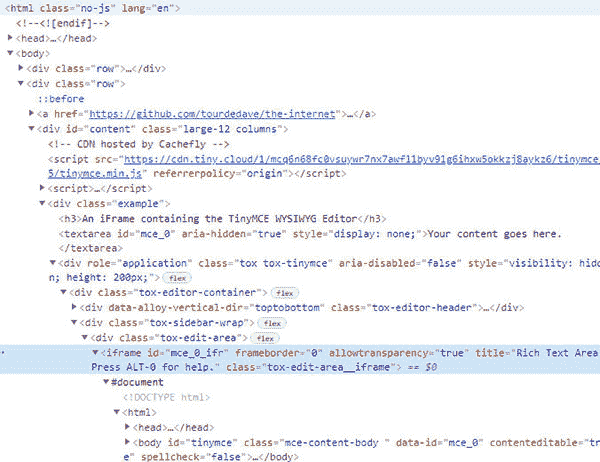 <html class="no-js" lang="en">
<!--<![endif]-->
<head>…</head>
<body>
<div class="row">…</div>
<div class="row">
::before
<a href="https://github.com/tourdedave/the-internet">…</a>
<div id="content" class="large-12 columns">
<!-- CDN hosted by Cachefly -->
<script src="https://cdn.tiny.cloud/1/mcq6n68fc0vsuywr7nx7awfl1byv91g6ihxw5okkzj8aykz6/tinymce/
5/tinymce.min.js" referrerpolicy="origin"></script>
<script>…</script>
<div class="example">
<h3>An iFrame containing the TinyMCE WYSIWYG Editor</h3>
<textarea id="mce_0" aria-hidden="true" style="display: none;">Your content goes here.
</textarea>
<div role="application" class="tox tox-tinymce" aria-disabled="false" style="visibility: hidd
n; height: 200px;"> flex
<div class="tox-editor-container"> flex
<div data-alloy-vertical-dir="toptobottom" class="tox-editor-header">…</div>
<div class="tox-sidebar-wrap"> flex
<div class="tox-edit-area"> flex
… <iframe id="mce_0_ifr" frameborder="0" allowtransparency="true" title="Rich Text Area
Press ALT-0 for help." class="tox-edit-area__iframe"> == $0
#document
<!DOCTYPE html>
<html>
<head>…</head>
<body id="tinymce" class="mce-content-body " data-id="mce_0" contenteditable="tr
e" spellcheck="false">…</body>